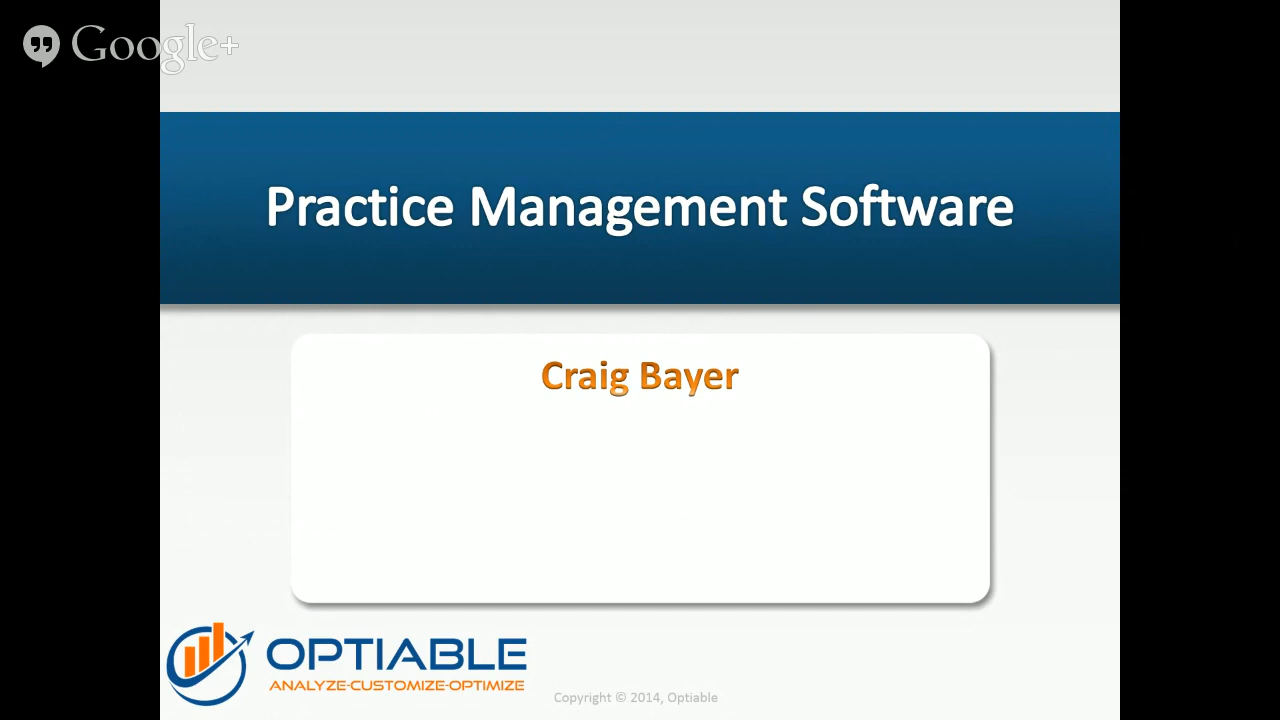 Google+
Practice Management Software
Craig Bayer
OPTIABLE
ANALYZE-CUSTOMIZE-OPTIMIZE
Copyright © 2014, Optiable